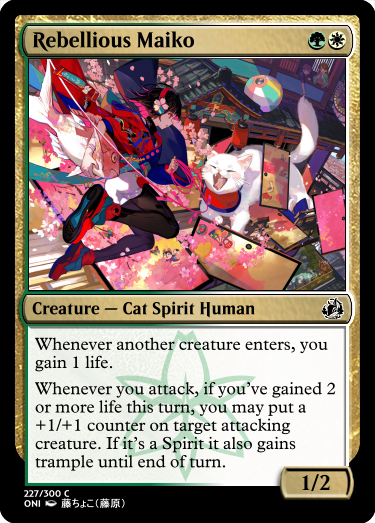 Rebellious Maiko
Creature — Cat Spirit Human
Whenever another creature enters, you
gain 1 life.
Whenever you attack, if you've gained 2
or more life this turn, you may put a
+1/+1 counter on target attacking
creature. If it's a Spirit it also gains
trample until end of turn.
1/2
227/300 C
ONI 藤ちょこ(藤原)